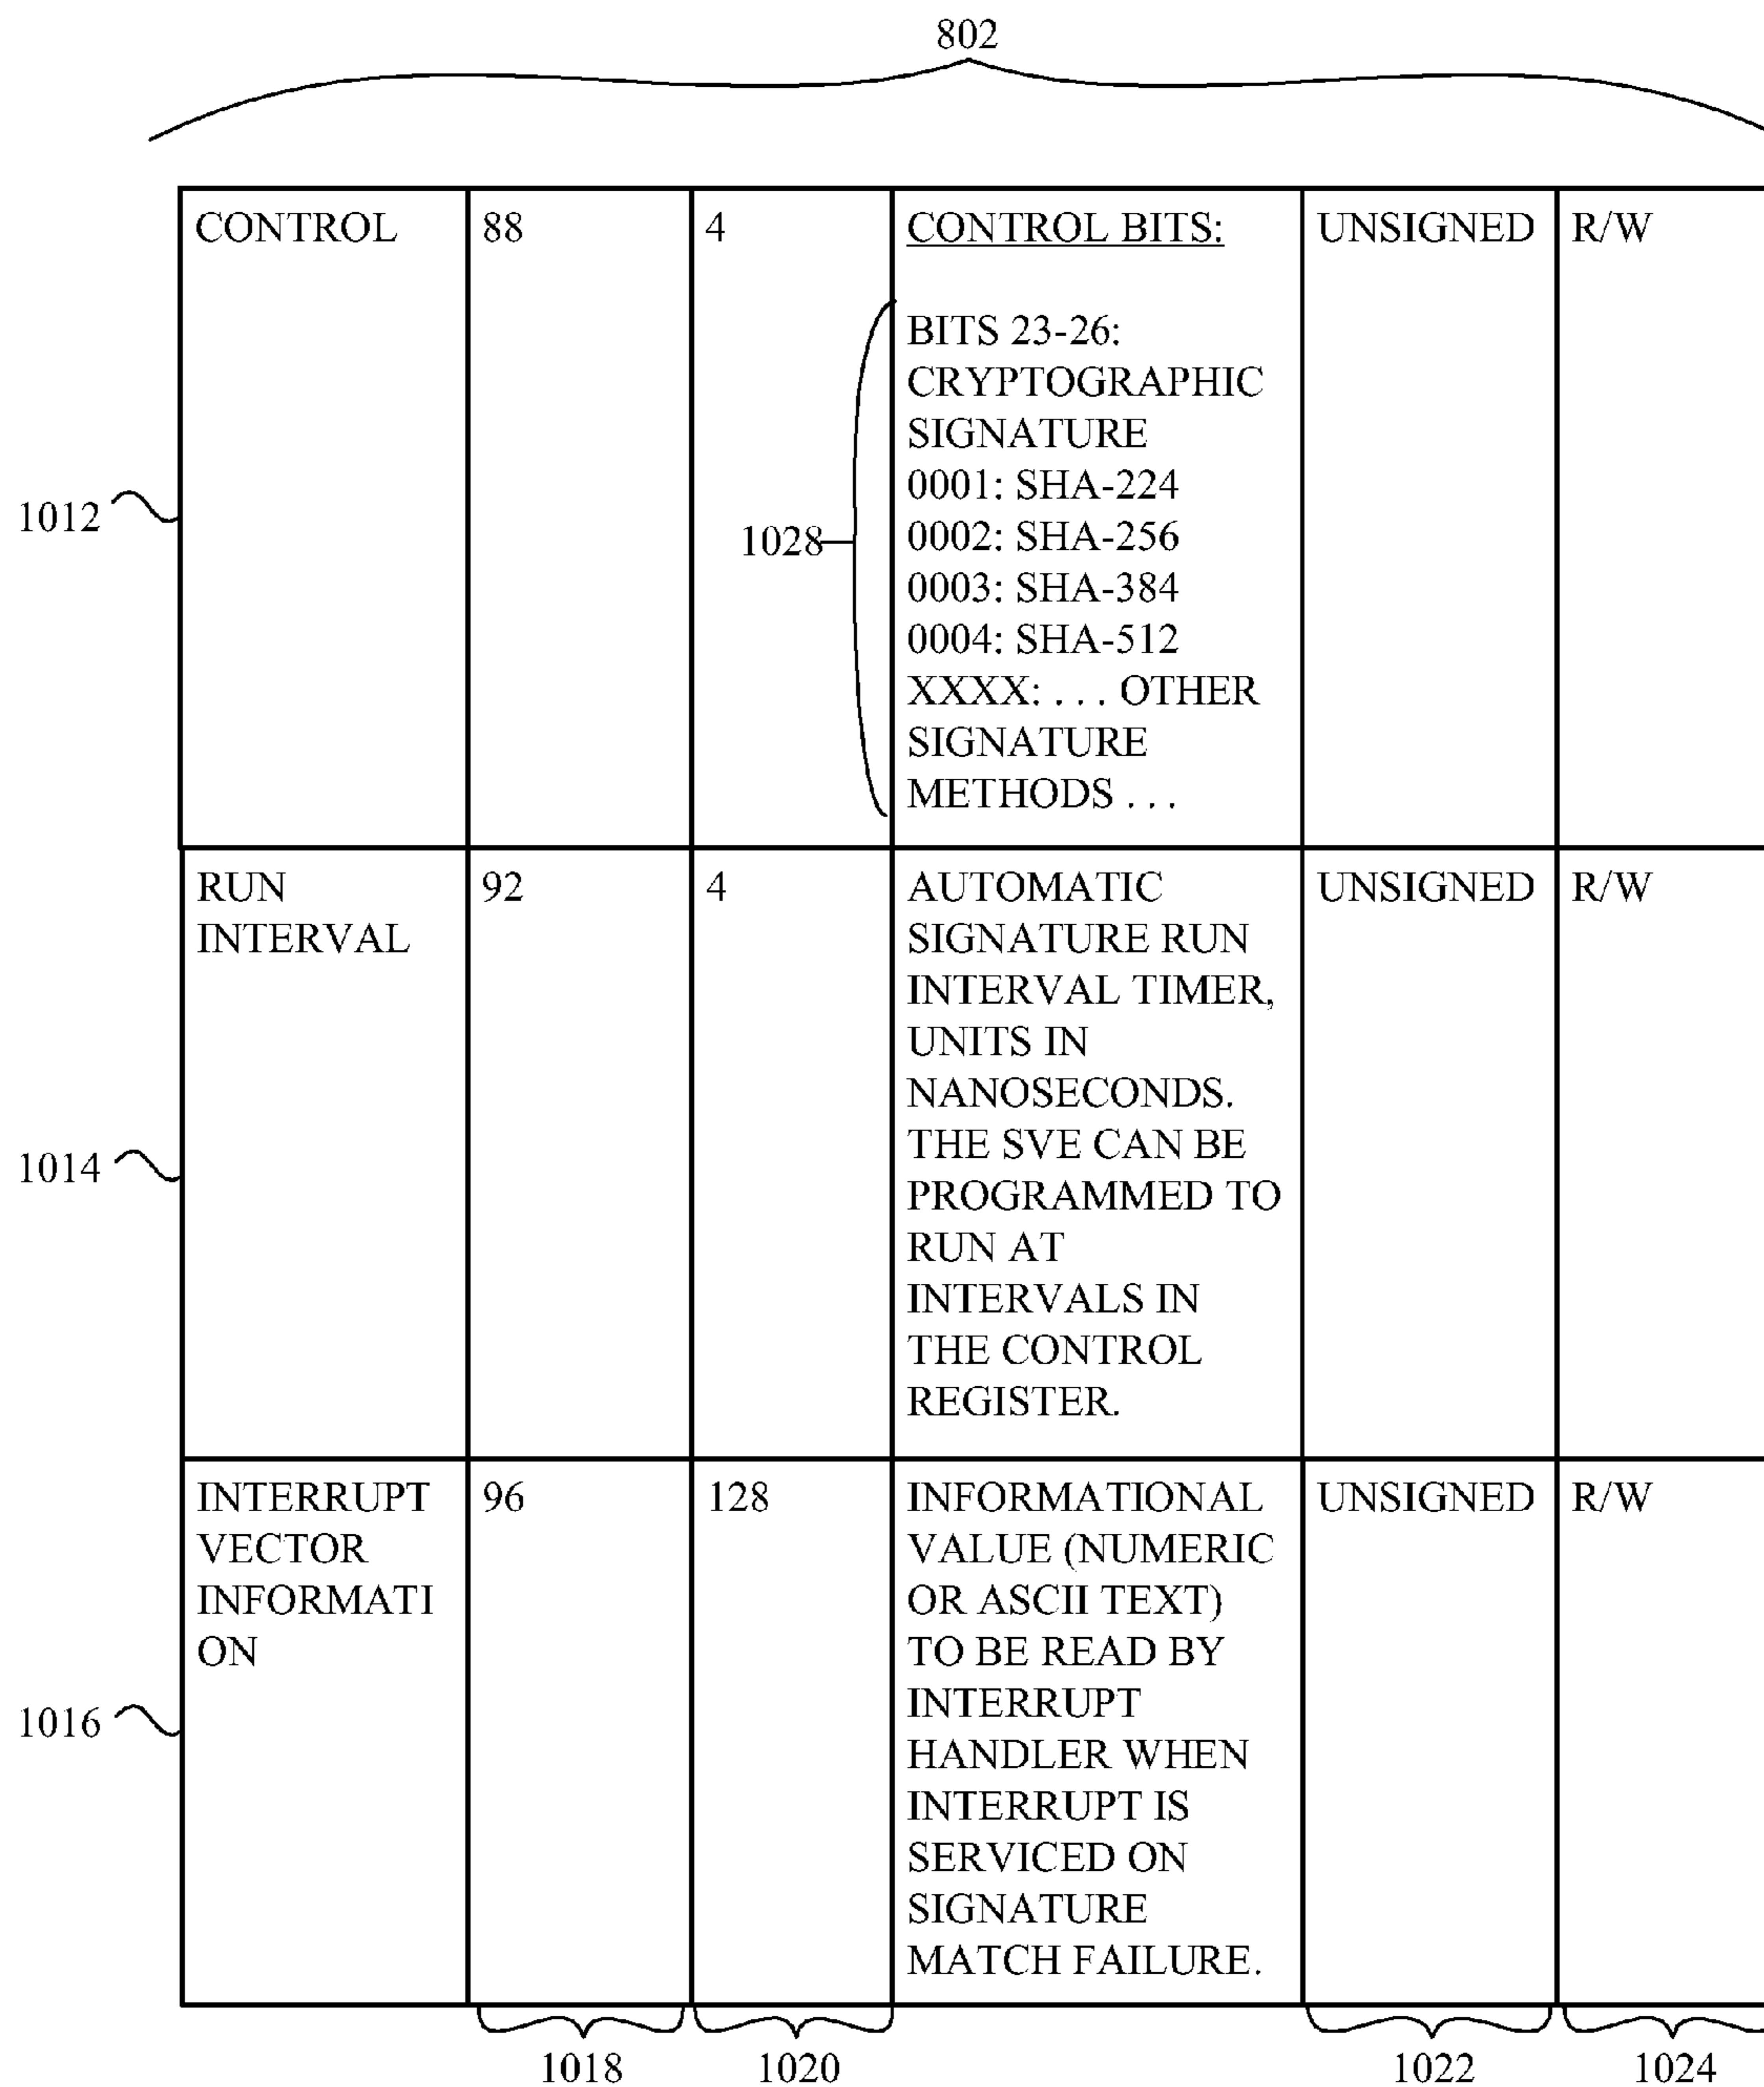 802
CONTROL
88
4
CONTROL BITS:
BITS 23-26:
CRYPTOGRAPHIC
SIGNATURE
0001: SHA-224
0002: SHA-256
0003: SHA-384
0004: SHA-512
XXXX: . . . OTHER
SIGNATURE
METHODS . . .
UNSIGNED
R/W
1012
1028
RUN
INTERVAL
92
4
AUTOMATIC
SIGNATURE RUN
INTERVAL TIMER,
UNITS IN
NANOSECONDS.
THE SVE CAN BE
PROGRAMMED TO
RUN AT
INTERVALS IN
THE CONTROL
REGISTER.
UNSIGNED
R/W
1014
INTERRUPT
VECTOR
INFORMATI
ON
96
128
INFORMATIONAL
VALUE (NUMERIC
OR ASCII TEXT)
TO BE READ BY
INTERRUPT
HANDLER WHEN
INTERRUPT IS
SERVICED ON
SIGNATURE
MATCH FAILURE.
UNSIGNED
R/W
1016
1018
1020
1022
1024